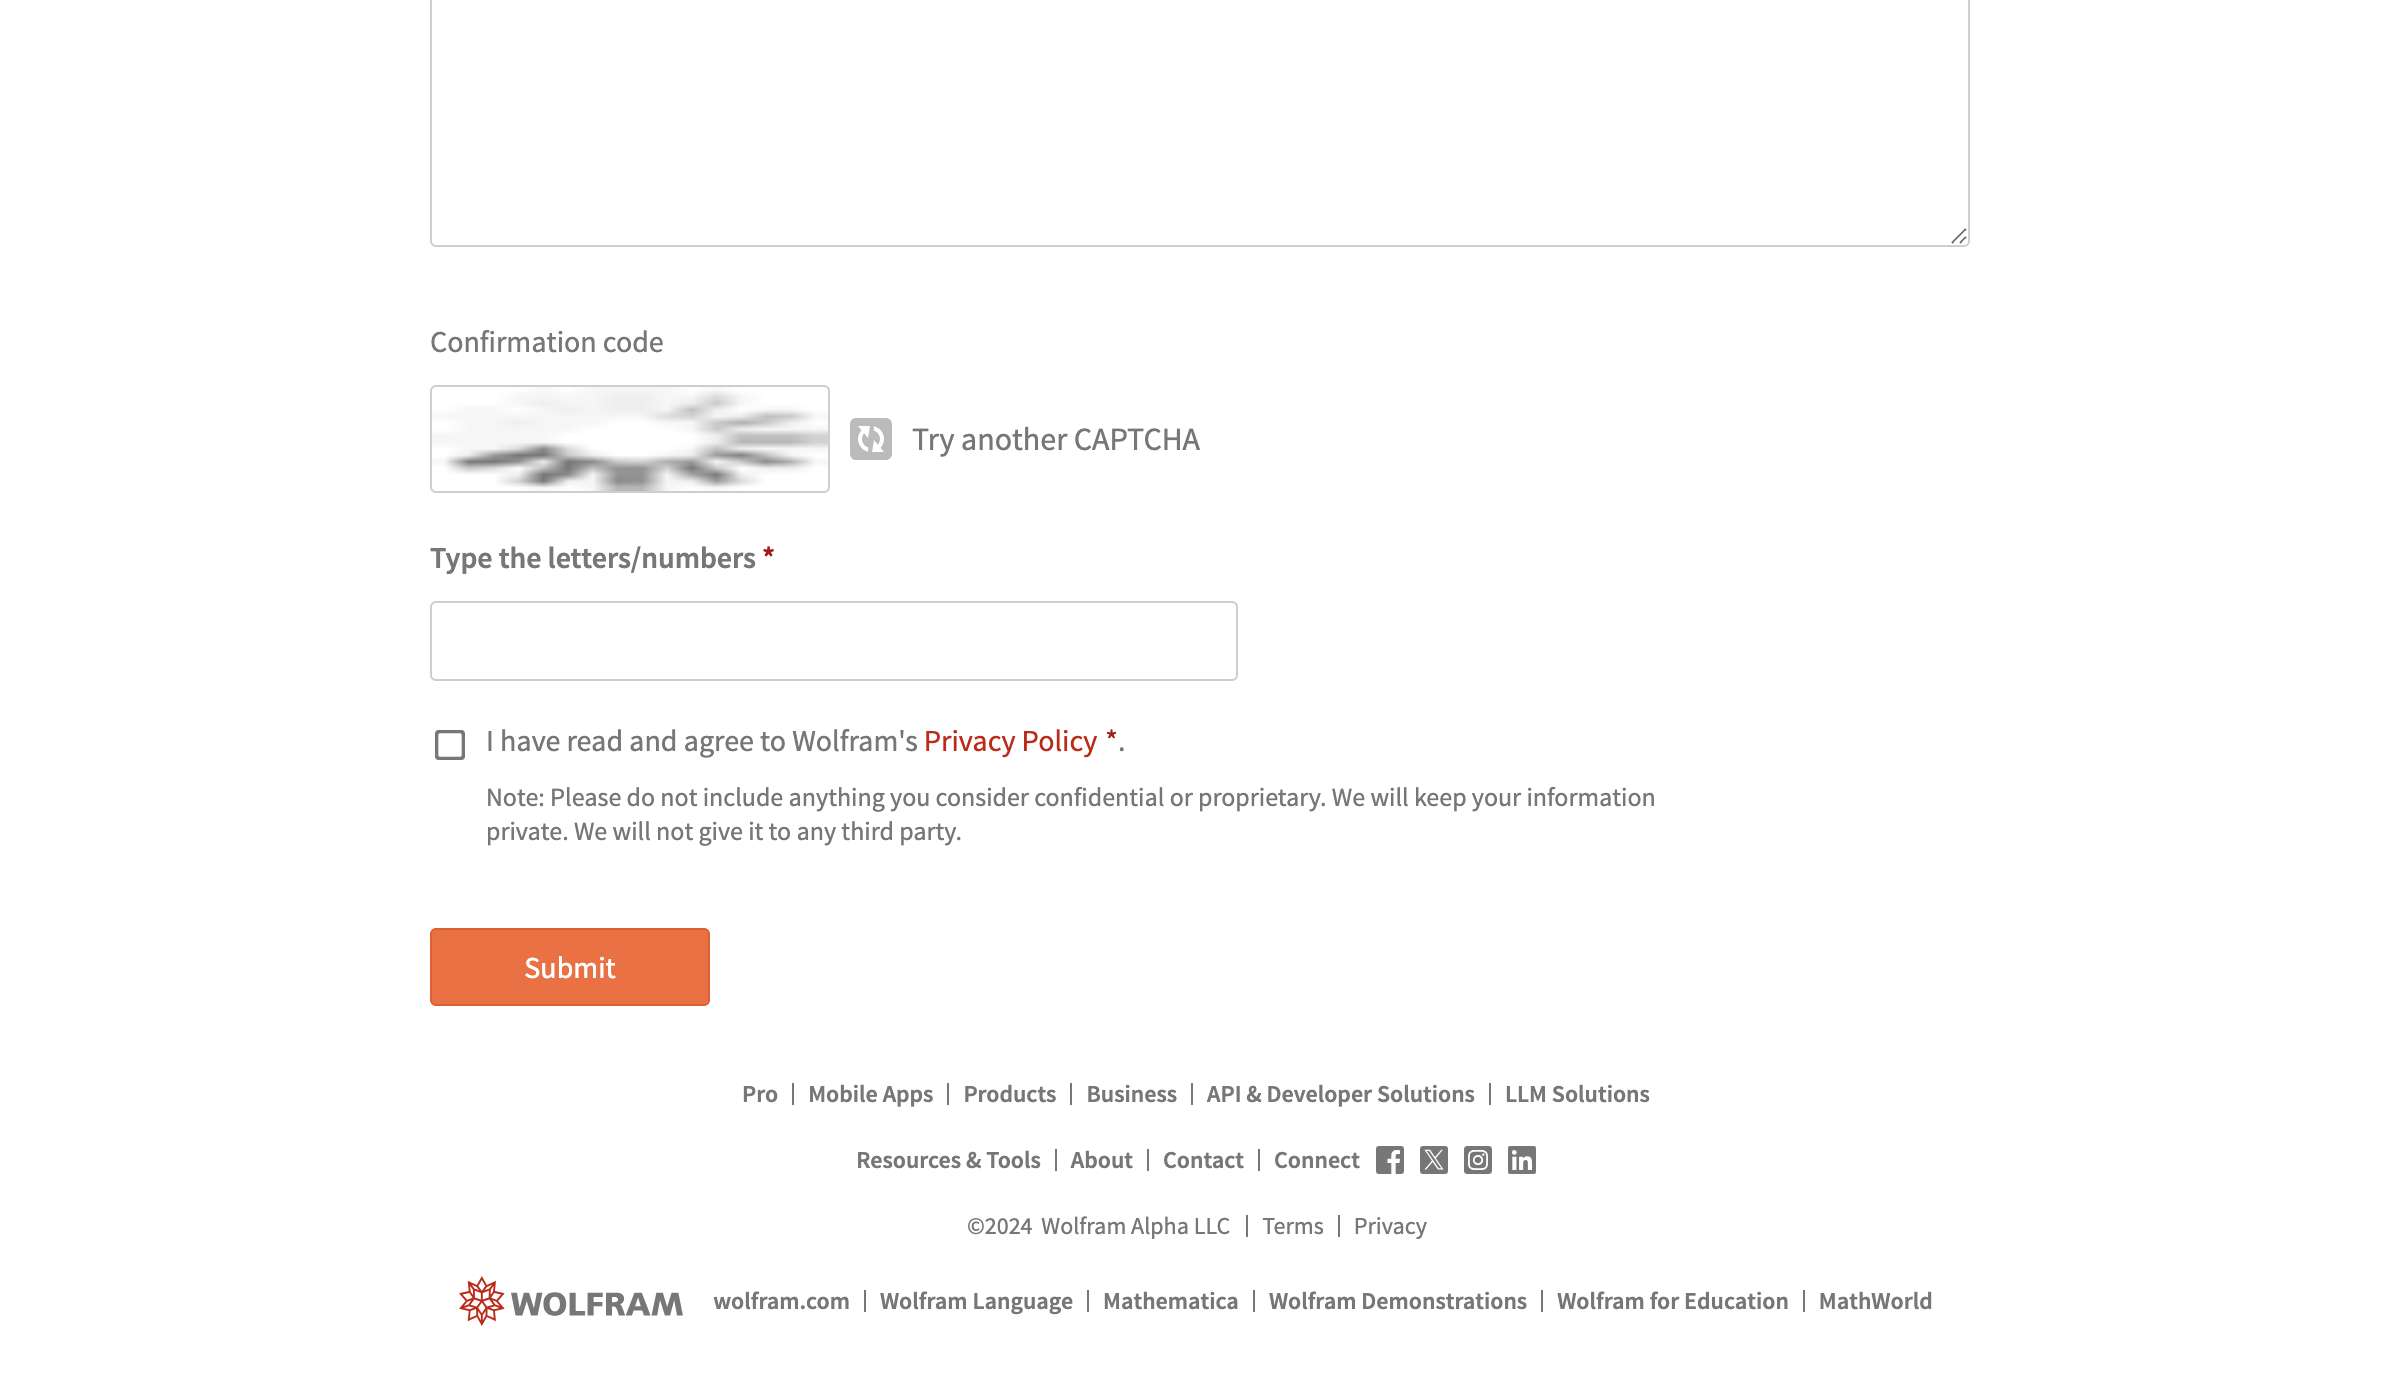 Confirmation code
Try another CAPTCHA
Type the letters/numbers *
I have read and agree to Wolfram's Privacy Policy *.
Note: Please do not include anything you consider confidential or proprietary. We will keep your information
private. We will not give it to any third party.
Submit
Pro | Mobile Apps | Products | Business | API & Developer Solutions | LLM Solutions
Resources & Tools | About | Contact | Connect
©2024 Wolfram Alpha LLC | Terms | Privacy
WOLFRAM wolfram.com | Wolfram Language | Mathematica | Wolfram Demonstrations | Wolfram for Education | MathWorld